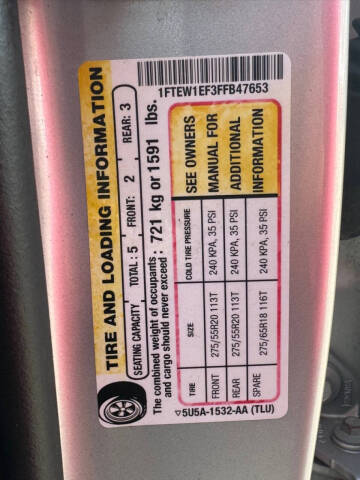 1FTEW1EF3FFB47653
TIRE AND LOADING INFORMATION
SEATING CAPACITY TOTAL: 5 FRONT: 2 REAR: 3
The combined weight of occupants
and cargo should never exceed : 721 kg or 1591 lbs.
TIRE SIZE COLD TIRE PRESSURE
FRONT 275/55R20 113T 240 KPA, 35 PSI
REAR 275/55R20 113T 240 KPA, 35 PSI
SPARE 275/65R18 116T 240 KPA, 35 PSI
SEE OWNERS
MANUAL FOR
ADDITIONAL
INFORMATION
5U5A-1532-AA (TLU)